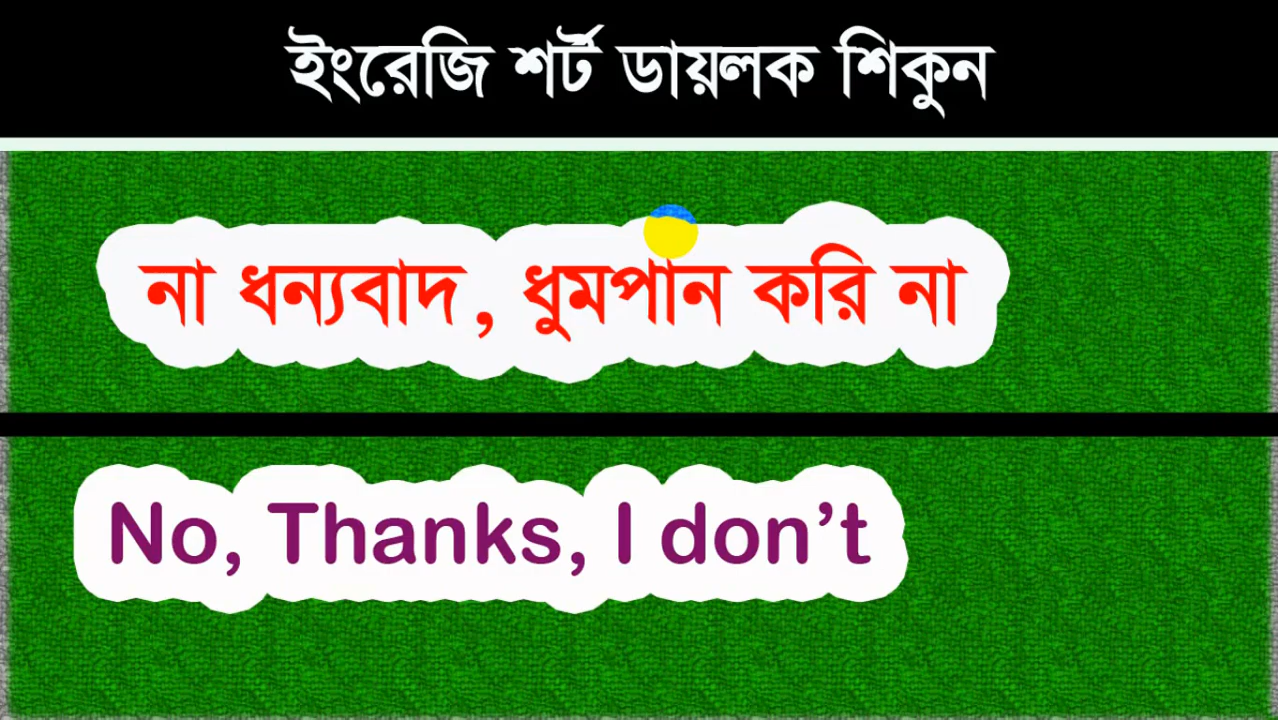 ইংরেজি শর্ট ডায়লক শিকুন
না ধন্যবাদ, ধুমপান করি না
No, Thanks, I don’t